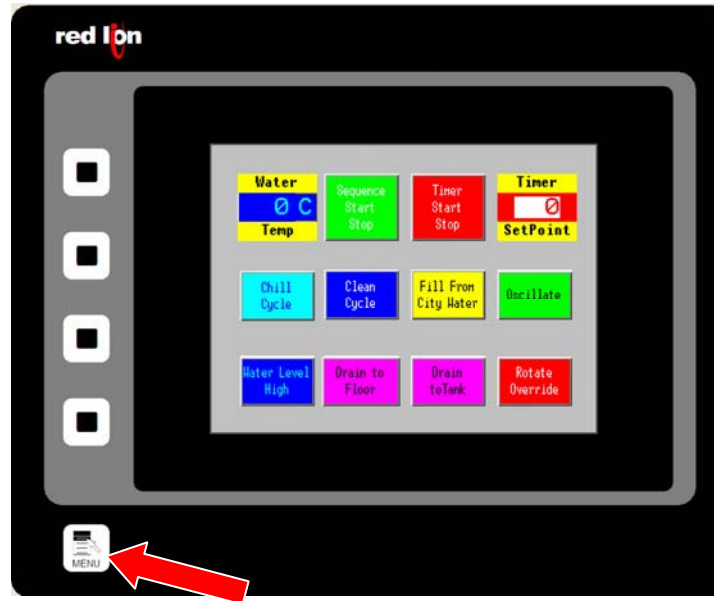 red lion
Water
0 C
Temp
Sequence
Start
Stop
Timer
Start
Stop
Timer
0
SetPoint
Chill
Cycle
Clean
Cycle
Fill From
City Water
Oscillate
Water Level
High
Drain to
Floor
Drain
toTank
Rotate
Override
MENU